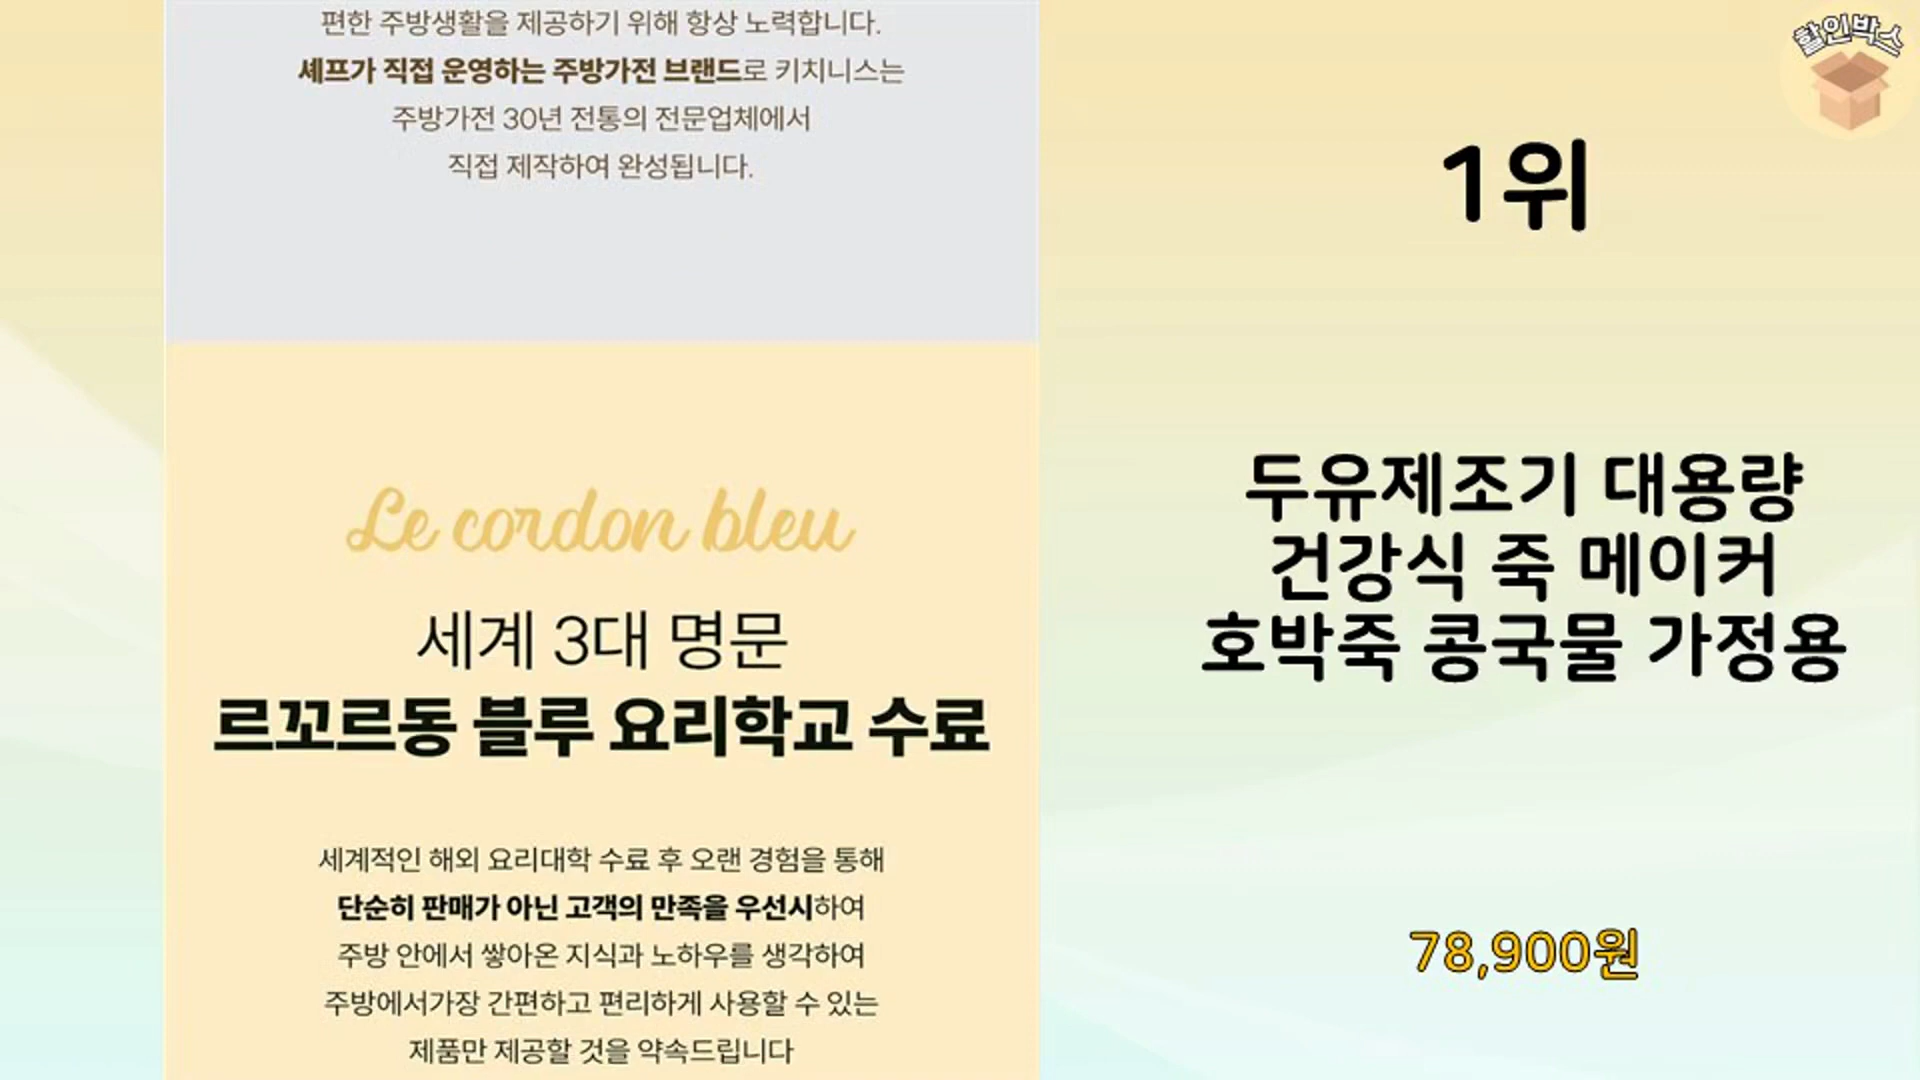 편한 주방생활을 제공하기 위해 항상 노력합니다.
셰프가 직접 운영하는 주방가전 브랜드로 키치니스는
주방가전 30년 전통의 전문업체에서
직접 제작하여 완성됩니다.
Le cordon bleu
세계 3대 명문
르꼬르동 블루 요리학교 수료
세계적인 해외 요리대학 수료 후 오랜 경험을 통해
단순히 판매가 아닌 고객의 만족을 우선시하여
주방 안에서 쌓아온 지식과 노하우를 생각하여
주방에서가장 간편하고 편리하게 사용할 수 있는
제품만 제공할 것을 약속드립니다
할인박스
1위
두유제조기 대용량
건강식 죽 메이커
호박죽 콩국물 가정용
78,900원